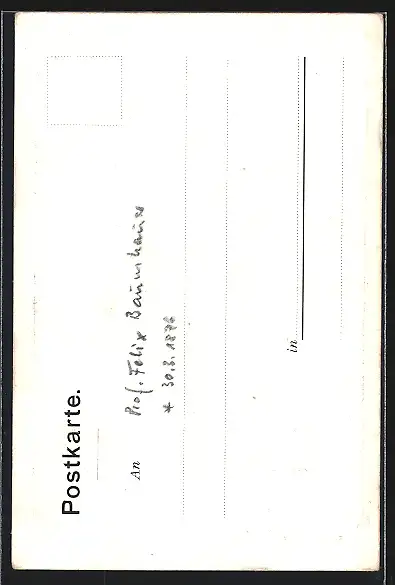 Postkarte.
An Prof. Felix Baumhauer
* 30.3.1876
in